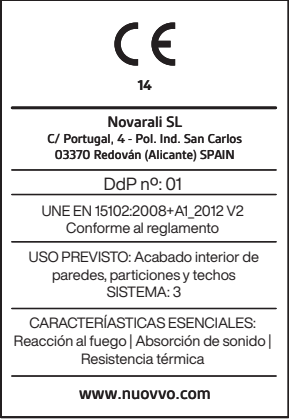 CE
14
Novarali SL
C/ Portugal, 4 - Pol. Ind. San Carlos
03370 Redován (Alicante) SPAIN
DdP nº: 01
UNE EN 15102:2008+A1_2012 V2
Conforme al reglamento
USO PREVISTO: Acabado interior de
paredes, particiones y techos
SISTEMA: 3
CARACTERÍASTICAS ESENCIALES:
Reacción al fuego | Absorción de sonido |
Resistencia térmica
www.nuovvo.com